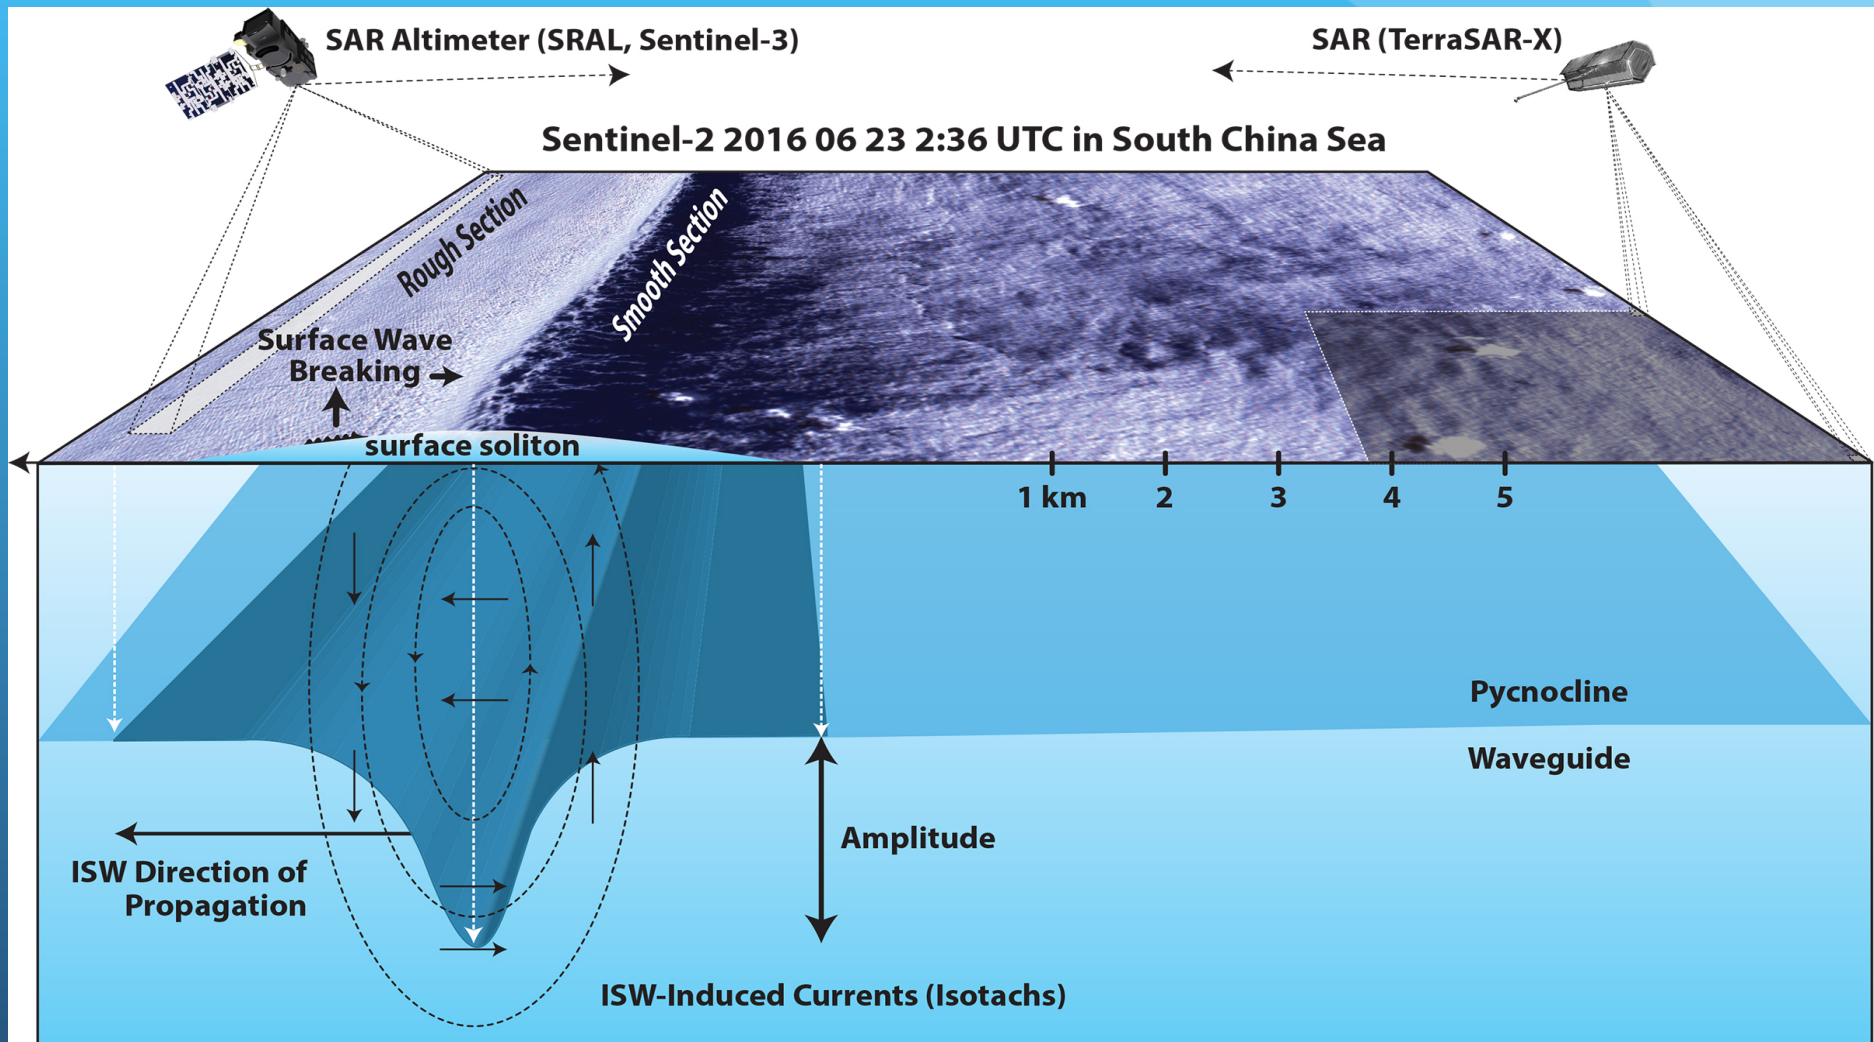 SAR Altimeter (SRAL, Sentinel-3)
SAR (TerraSAR-X)
Sentinel-2 2016 06 23 2:36 UTC in South China Sea
Rough Section
Smooth Section
Surface Wave
Breaking
surface soliton
1 km 2 3 4 5
Pycnocline
Waveguide
Amplitude
ISW Direction of
Propagation
ISW-Induced Currents (Isotachs)